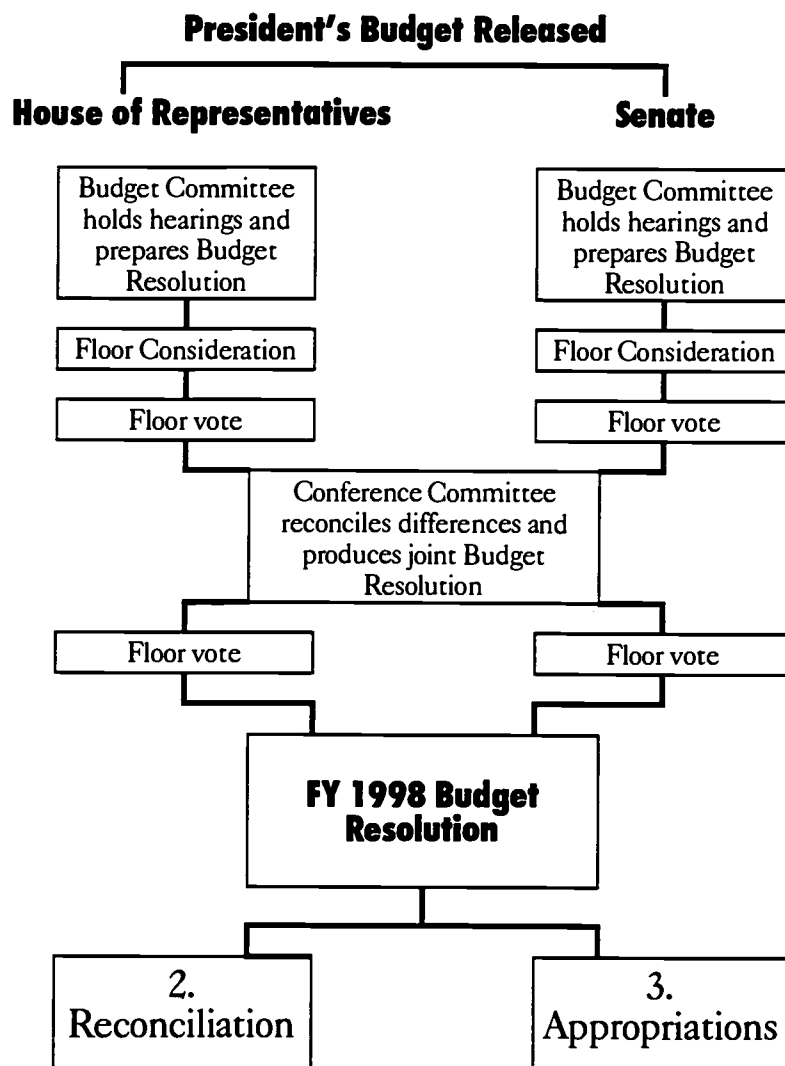 President's Budget Released
House of Representatives
Senate
Budget Committee
holds hearings and
prepares Budget
Resolution
Budget Committee
holds hearings and
prepares Budget
Resolution
Floor Consideration
Floor Consideration
Floor vote
Floor vote
Conference Committee
reconciles differences and
produces joint Budget
Resolution
Floor vote
Floor vote
FY 1998 Budget
Resolution
2.
Reconciliation
3.
Appropriations